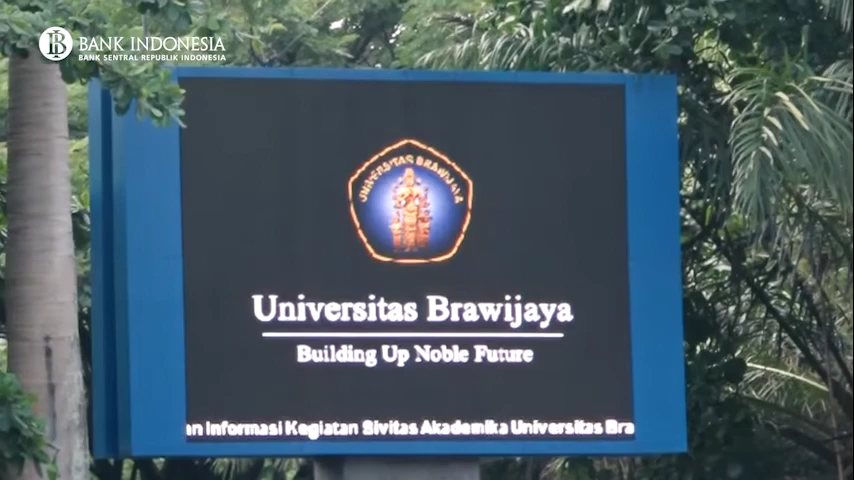 BANK INDONESIA
BANK SENTRAL REPUBLIK INDONESIA
UNIVERSITAS BRAWIJAYA
Universitas Brawijaya
Building Up Noble Future
an Informasi Kegiatan Sivitas Akademika Universitas Bra